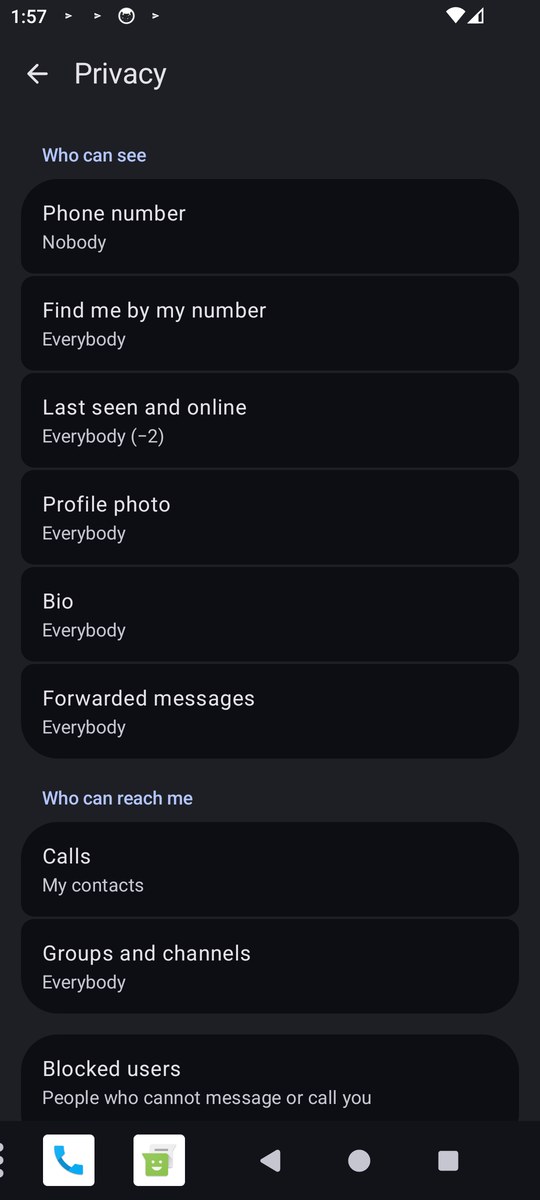 1:57
Privacy
Who can see
Phone number
Nobody
Find me by my number
Everybody
Last seen and online
Everybody (−2)
Profile photo
Everybody
Bio
Everybody
Forwarded messages
Everybody
Who can reach me
Calls
My contacts
Groups and channels
Everybody
Blocked users
People who cannot message or call you